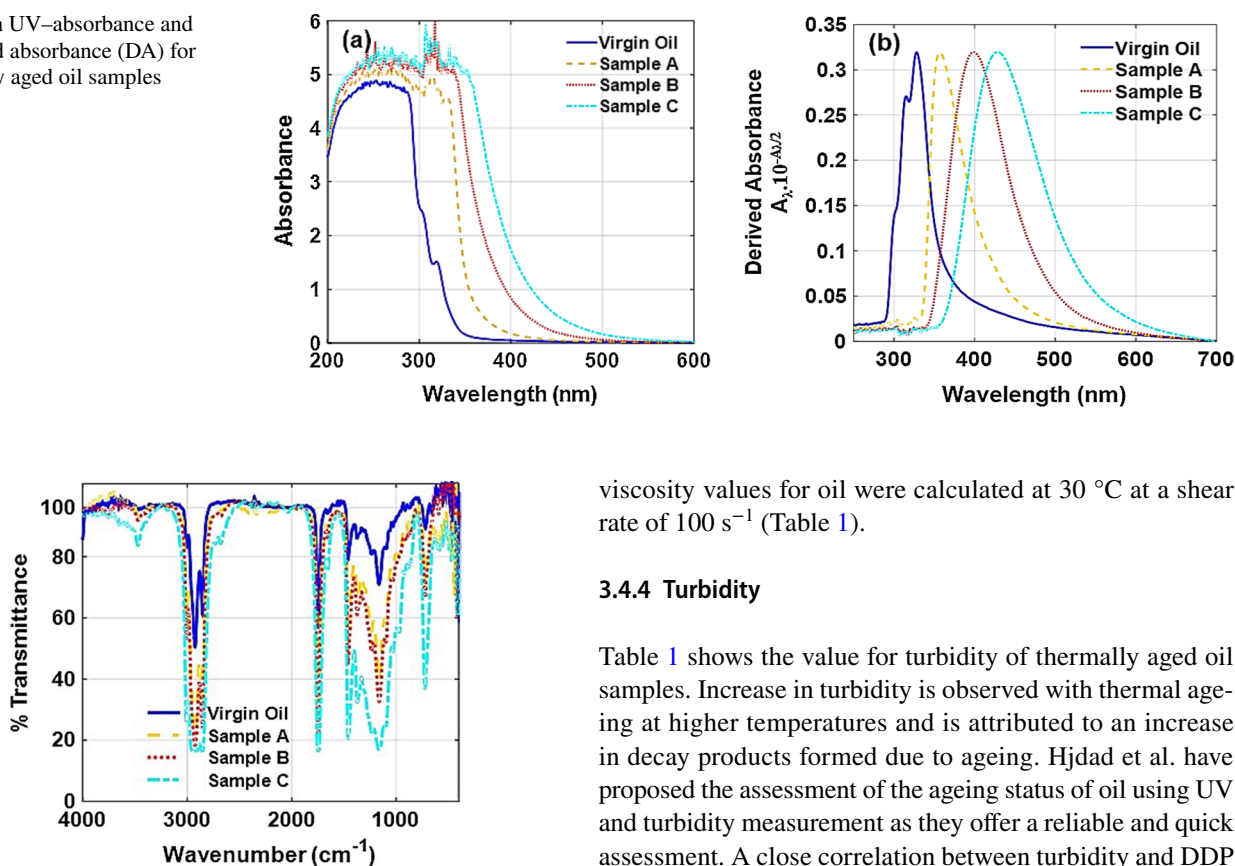 a UV–absorbance and
d absorbance (DA) for
y aged oil samples
(a)
Virgin Oil
Sample A
Sample B
Sample C
6
5
4
3
2
1
0
Absorbance
200 300 400 500 600
Wavelength (nm)
(b)
Virgin Oil
Sample A
Sample B
Sample C
0.35
0.3
0.25
0.2
0.15
0.1
0.05
0
Derived Absorbance
Aλ.10-Aλ/2
300 400 500 600 700
Wavelength (nm)
100
80
60
40
20
0
% Transmittance
Virgin Oil
Sample A
Sample B
Sample C
4000 3000 2000 1000
Wavenumber (cm-1)
viscosity values for oil were calculated at 30 °C at a shear
rate of 100 s−1 (Table 1).
3.4.4 Turbidity
Table 1 shows the value for turbidity of thermally aged oil
samples. Increase in turbidity is observed with thermal age-
ing at higher temperatures and is attributed to an increase
in decay products formed due to ageing. Hjdad et al. have
proposed the assessment of the ageing status of oil using UV
and turbidity measurement as they offer a reliable and quick
assessment. A close correlation between turbidity and DDP